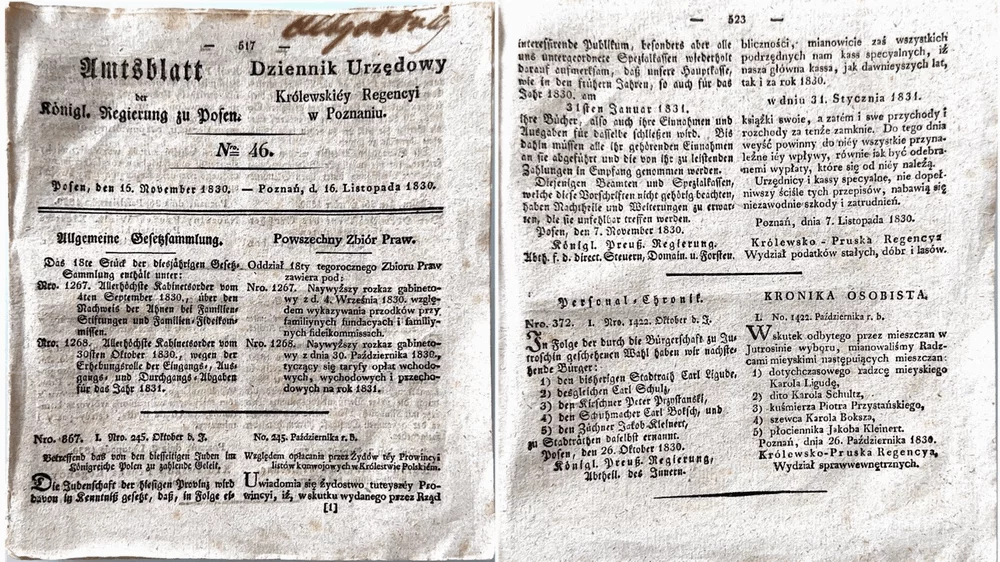 — 517 —
Amtsblatt
der
Königl. Regierung zu Posen.
Dziennik Urzędowy
Królewskiéy Regencyi
w Poznaniu.
Nro. 46.
Posen, den 16. November 1830. — Poznań, d. 16. Listopada 1830.
Allgemeine Gesetzsammlung.
Das 18te Stück der diesjährigen Gesetz-
Sammlung enthält unter:
Nro. 1267. Allerhöchste Kabinetsorder vom
4ten September 1830., über den
Nachweis der Ahnen bei Familien-
Stiftungen und Familien-Fideikom-
missen.
Nro. 1268. Allerhöchste Kabinetsorder vom
30sten Oktober 1830., wegen der
Erhebungsrolle der Eingangs-, Aus-
gangs- und Durchgangs-Abgaben
für das Jahr 1831.
Powszechny Zbiór Praw.
Oddział 18ty tegorocznego Zbioru Praw
zawiera pod:
Nro. 1267. Naywyższy rozkaz gabineto-
wy z d. 4. Września 1830. wzglę-
dem wykazywania przodków przy
familiynych fundacyach i familiy-
nych fideikommissach.
Nro. 1268. Naywyższy rozkaz gabineto-
wy z dnia 30. Października 1830.,
tyczący się taryfy opłat wchodo-
wych, wychodowych i przecho-
dowych na rok 1831.
Nro. 867. I. Nro. 245. Oktober d. J.
Betreffend das von den diesseitigen Juden im
Königreiche Polen zu zahlende Geleit.
Die Judenschaft der hiesigen Provinz wird
davon in Kenntniß gesetzt, daß, in Folge ei-
No. 245. Października r. b.
Względem opłacania przez Żydów téy Prowincyi
listów konwojowych w Królestwie Polskiém.
Uwiadomia się żydostwo tuteyszéy Pro-
wincyi, iż, w skutku wydanego przez Rząd
[1]
— 523 —
interessirende Publikum, besonders aber alle
uns untergeordnete Spezialkassen wiederholt
darauf aufmerksam, daß unsere Hauptkasse,
wie in den frühern Jahren, so auch für das
Jahr 1830. am
31sten Januar 1831.
ihre Bücher, also auch ihre Einnahmen und
Ausgaben für dasselbe schließen wird. Bis
dahin müssen alle ihr gehörenden Einnahmen
an sie abgeführt und die von ihr zu leistenden
Zahlungen in Empfang genommen werden.
Diejenigen Beamten und Spezialkassen,
welche diese Vorschriften nicht gehörig beachten,
haben Nachtheile und Weiterungen zu erwar-
ten, die sie unfehlbar treffen werden.
Posen, den 7. November 1830.
Königl. Preuß. Regierung.
Abth. f. d. direct. Steuern, Domain. u. Forsten.
bliczności, mianowicie zaś wszystkich
podrzędnych nam kass specyalnych, iż
nasza główna kassa, jak dawnieyszych lat,
tak i za rok 1830.
w dniu 31. Stycznia 1831.
książki swoie, a zatém i swe przychody i
rozchody za tenże zamknie. Do tego dnia
weyść powinny do niéy wszystkie przyna-
leźne iéy wpływy, równie iak być odebra-
nemi wypłaty, które się od niéy należą.
Urzędnicy i kassy specyalne, nie dopeł-
niwszy ściśle tych przepisów, nabawią się
niezawodnie szkody i zatrudnień.
Poznań, dnia 7. Listopada 1830.
Królewsko-Pruska Regencya
Wydział podatków stałych, dóbr i lasów.
Personal-Chronik.
Nro. 372. I. Nro. 1422. Oktober d. J.
In Folge der durch die Bürgerschaft zu Ju-
troschin geschehenen Wahl haben wir nachste-
hende Bürger:
1) den bisherigen Stadtrath Carl Ligude,
2) desgleichen Carl Schulz,
3) den Kürschner Peter Przystanski,
4) den Schuhmacher Carl Boksch, und
5) den Züchner Jakob Kleinert,
zu Stadträthen daselbst ernannt.
Posen, den 26. Oktober 1830.
Königl. Preuß. Regierung,
Abtheil. des Innern.
KRONIKA OSOBISTA.
I. No. 1422. Października r. b.
Wskutek odbytego przez mieszczan w
Jutrosinie wyboru, mianowaliśmy Radz-
cami mieyskimi następuiących mieszczan:
1) dotychczasowego radzcę mieyskiego
Karola Ligudę,
2) dito Karola Schultz,
3) kuśmierza Piotra Przystańskiego,
4) szewca Karola Boksza,
5) płociennika Jakoba Kleinert.
Poznań, dnia 26. Października 1830.
Królewsko-Pruska Regencya,
Wydział spraw wewnętrznych.